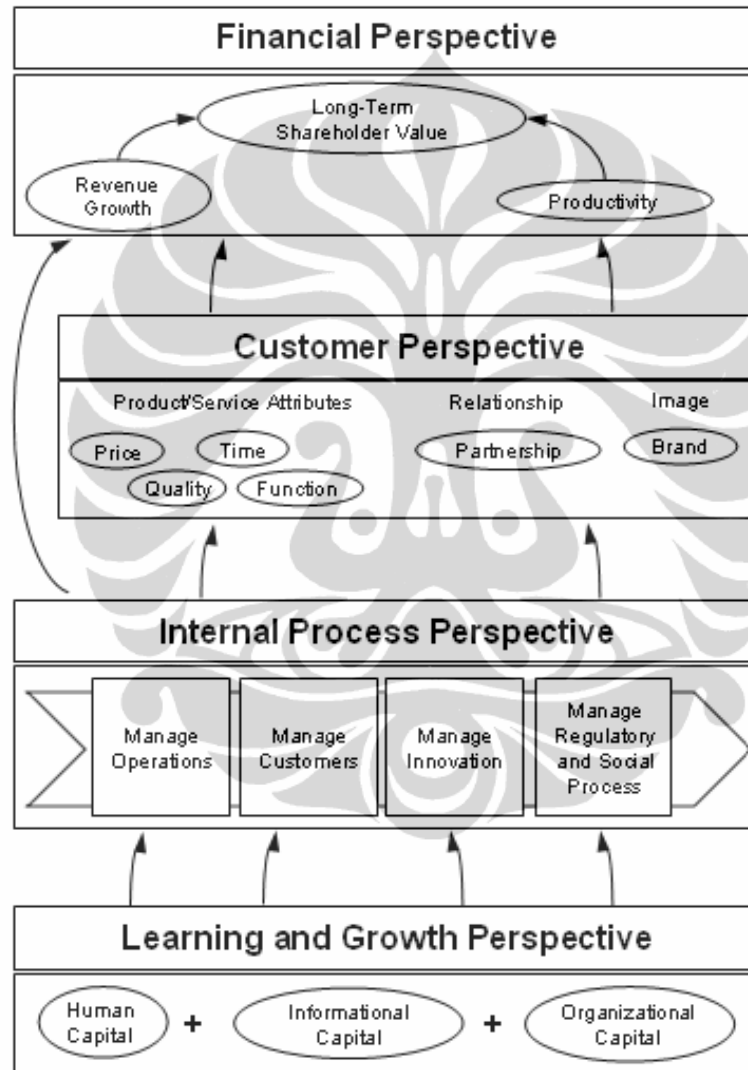 Financial Perspective
Long-Term
Shareholder Value
Revenue
Growth
Productivity
Customer Perspective
Product/Service Attributes
Relationship
Image
Price
Time
Partnership
Brand
Quality
Function
Internal Process Perspective
Manage
Operations
Manage
Customers
Manage
Innovation
Manage
Regulatory
and Social
Process
Learning and Growth Perspective
Human
Capital
+
Informational
Capital
+
Organizational
Capital